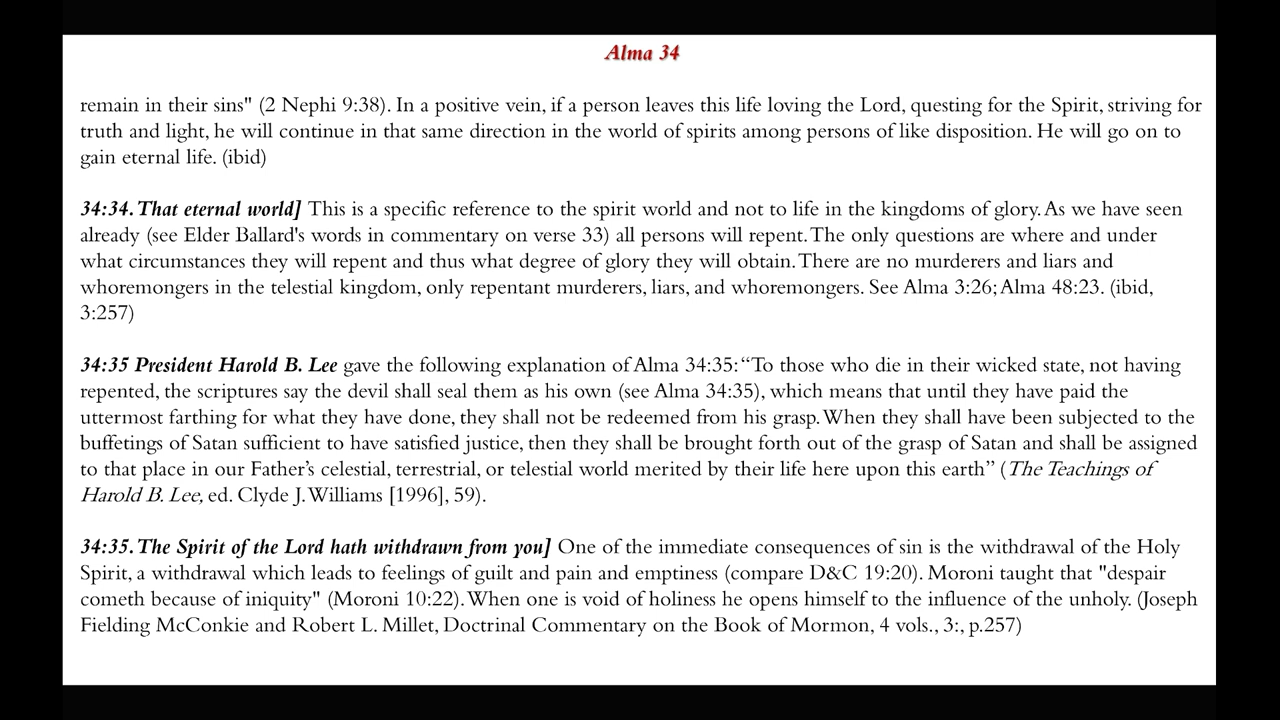 Alma 34
remain in their sins" (2 Nephi 9:38). In a positive vein, if a person leaves this life loving the Lord, questing for the Spirit, striving for
truth and light, he will continue in that same direction in the world of spirits among persons of like disposition. He will go on to
gain eternal life. (ibid)
34:34. That eternal world] This is a specific reference to the spirit world and not to life in the kingdoms of glory. As we have seen
already (see Elder Ballard's words in commentary on verse 33) all persons will repent. The only questions are where and under
what circumstances they will repent and thus what degree of glory they will obtain. There are no murderers and liars and
whoremongers in the telestial kingdom, only repentant murderers, liars, and whoremongers. See Alma 3:26; Alma 48:23. (ibid,
3:257)
34:35 President Harold B. Lee gave the following explanation of Alma 34:35: “To those who die in their wicked state, not having
repented, the scriptures say the devil shall seal them as his own (see Alma 34:35), which means that until they have paid the
uttermost farthing for what they have done, they shall not be redeemed from his grasp. When they shall have been subjected to the
buffetings of Satan sufficient to have satisfied justice, then they shall be brought forth out of the grasp of Satan and shall be assigned
to that place in our Father’s celestial, terrestrial, or telestial world merited by their life here upon this earth” (The Teachings of
Harold B. Lee, ed. Clyde J. Williams [1996], 59).
34:35. The Spirit of the Lord hath withdrawn from you] One of the immediate consequences of sin is the withdrawal of the Holy
Spirit, a withdrawal which leads to feelings of guilt and pain and emptiness (compare D&C 19:20). Moroni taught that "despair
cometh because of iniquity" (Moroni 10:22). When one is void of holiness he opens himself to the influence of the unholy. (Joseph
Fielding McConkie and Robert L. Millet, Doctrinal Commentary on the Book of Mormon, 4 vols., 3:, p.257)